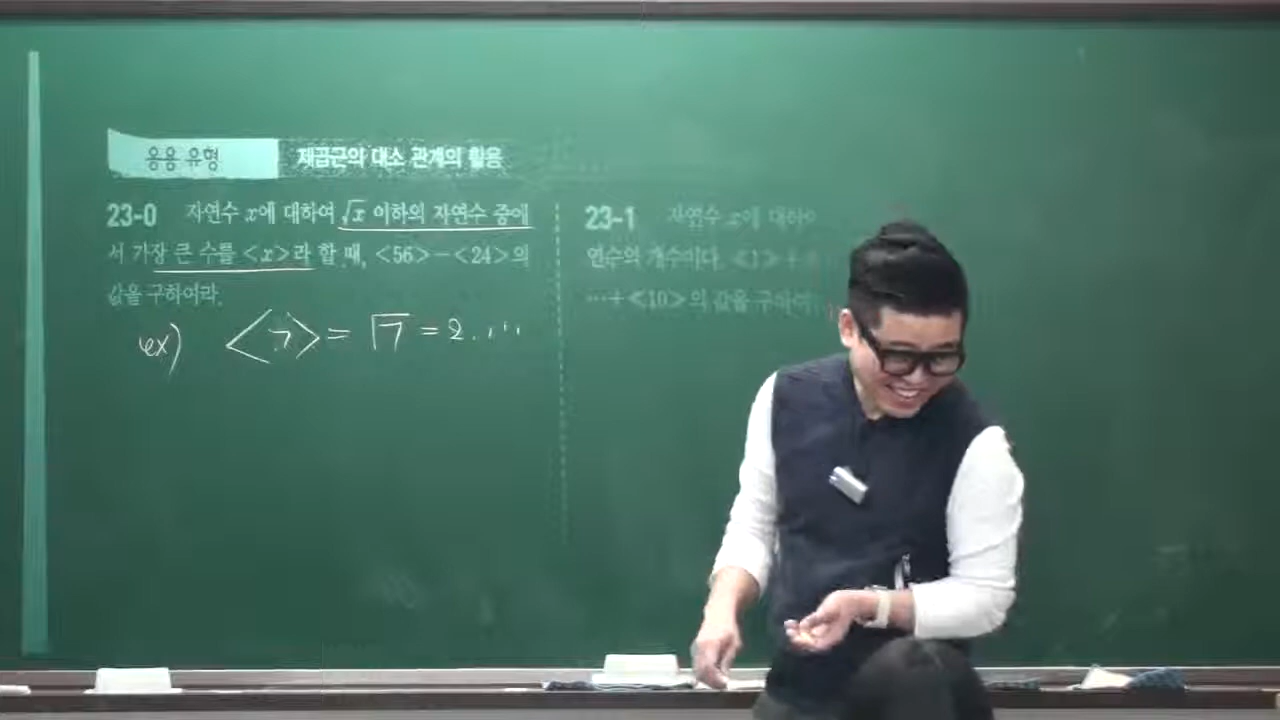 응용 유형
제곱근의 대소 관계의 활용
23-0 자연수 x에 대하여 √x 이하의 자연수 중에
서 가장 큰 수를 <x>라 할 때, <56>-<24>의
값을 구하여라.
ex) <7> = √7 = 2. ...
23-1 자연수 x에 대하여
연수의 개수이다. <1>+
…+<10>의 값을 구하여